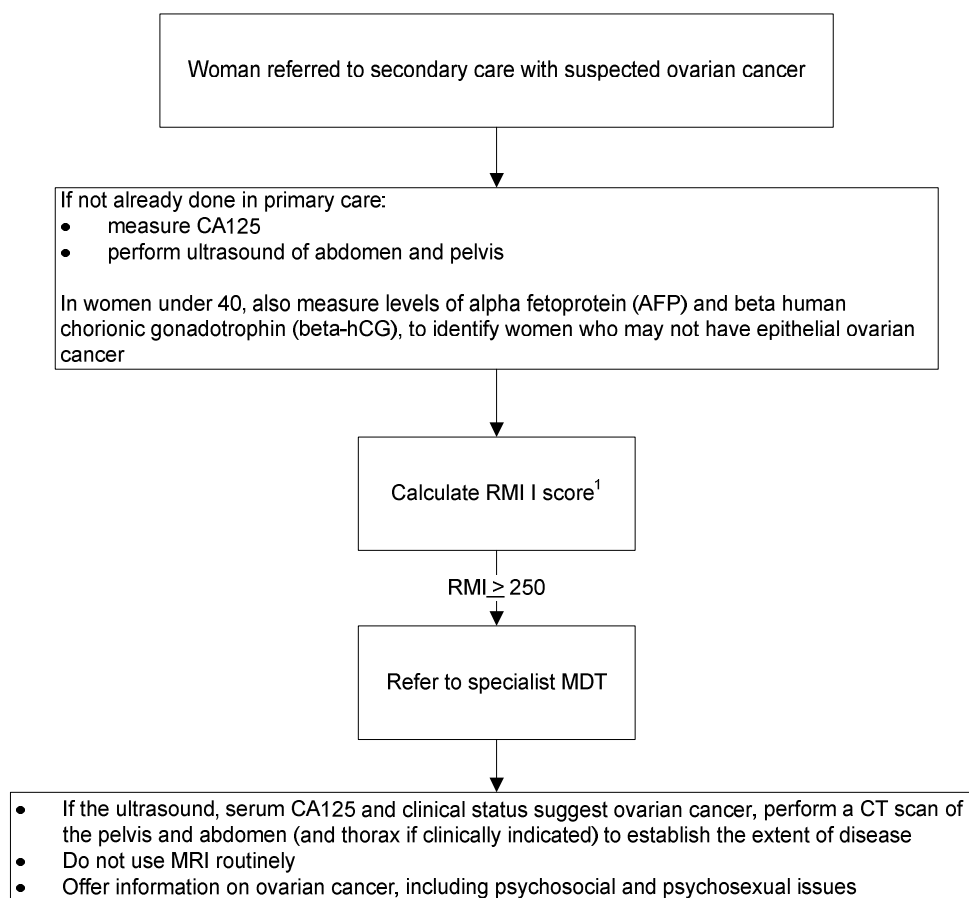 Woman referred to secondary care with suspected ovarian cancer
If not already done in primary care:
• measure CA125
• perform ultrasound of abdomen and pelvis
In women under 40, also measure levels of alpha fetoprotein (AFP) and beta human
chorionic gonadotrophin (beta-hCG), to identify women who may not have epithelial ovarian
cancer
Calculate RMI I score¹
RMI ≥ 250
Refer to specialist MDT
• If the ultrasound, serum CA125 and clinical status suggest ovarian cancer, perform a CT scan of
the pelvis and abdomen (and thorax if clinically indicated) to establish the extent of disease
• Do not use MRI routinely
• Offer information on ovarian cancer, including psychosocial and psychosexual issues